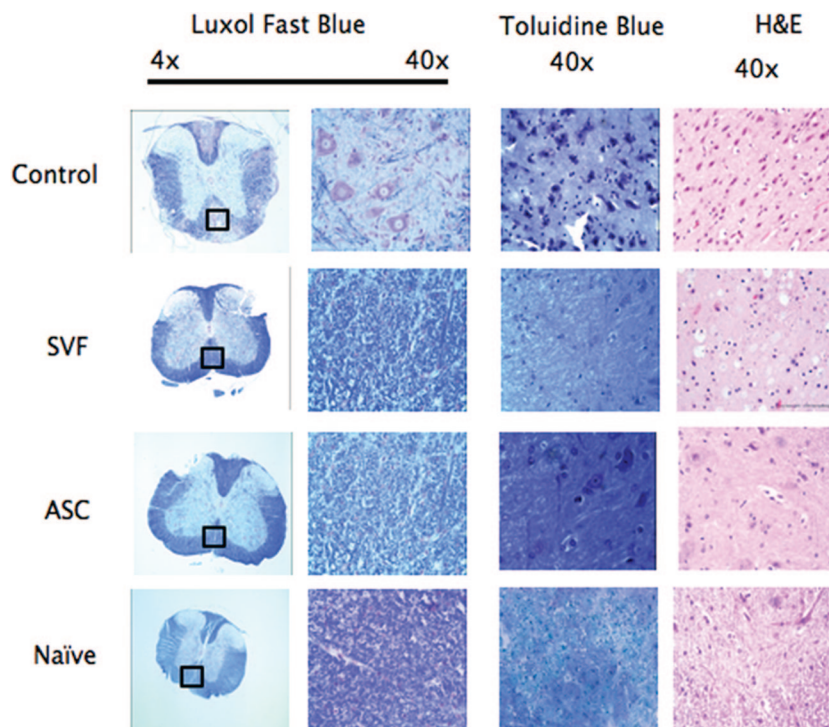 Luxol Fast Blue Toluidine Blue H&E
4x 40x 40x 40x
Control
SVF
ASC
Naïve